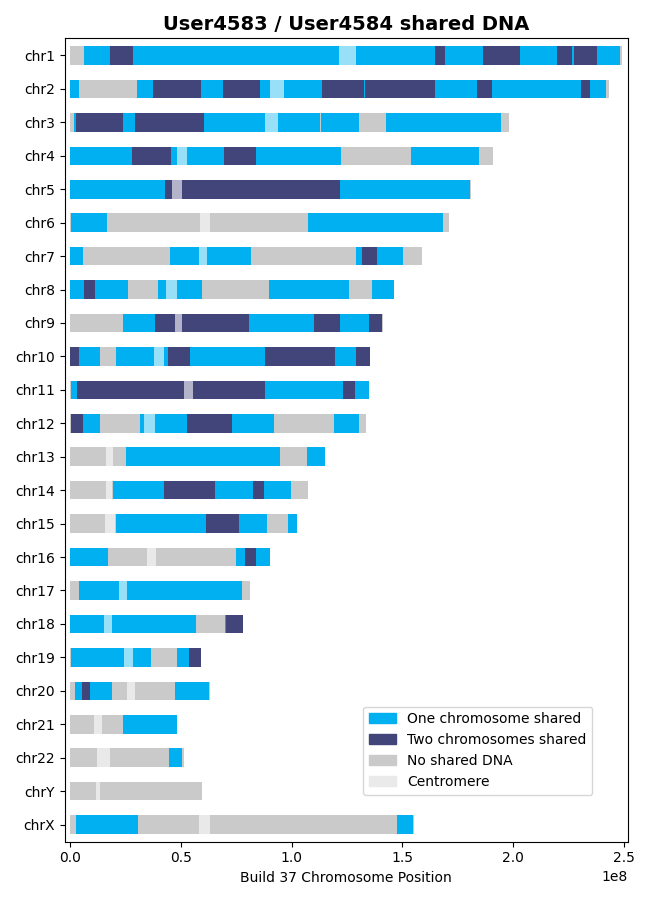 User4583 / User4584 shared DNA
chr1
chr2
chr3
chr4
chr5
chr6
chr7
chr8
chr9
chr10
chr11
chr12
chr13
chr14
chr15
chr16
chr17
chr18
chr19
chr20
chr21
chr22
chrY
chrX
One chromosome shared
Two chromosomes shared
No shared DNA
Centromere
0.0 0.5 1.0 1.5 2.0 2.5
1e8
Build 37 Chromosome Position